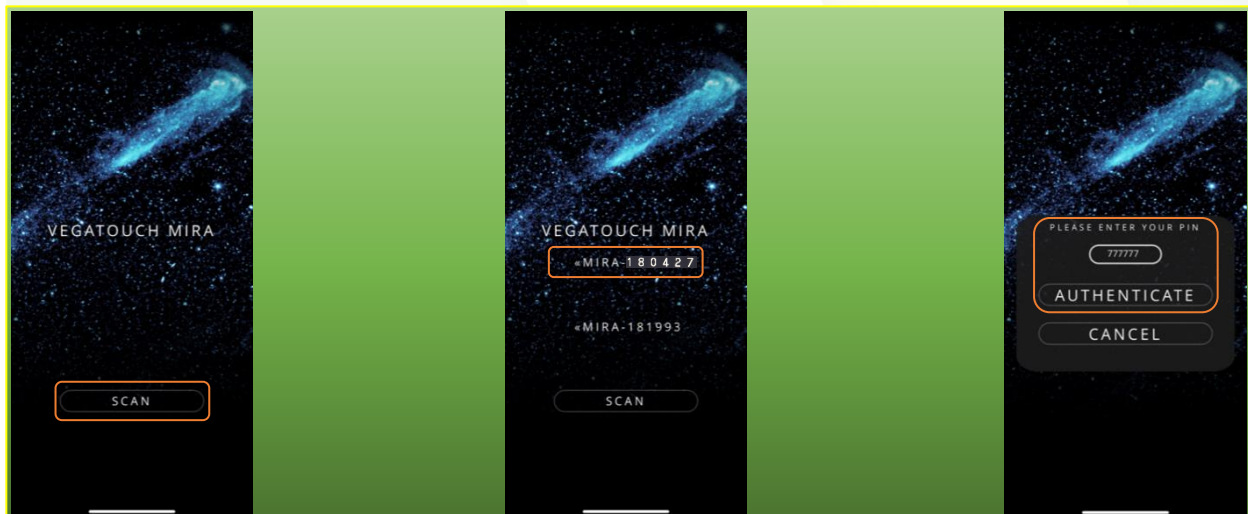 VEGATOUCH MIRA
SCAN
VEGATOUCH MIRA
«MIRA-180427
«MIRA-181993
SCAN
PLEASE ENTER YOUR PIN
777777
AUTHENTICATE
CANCEL